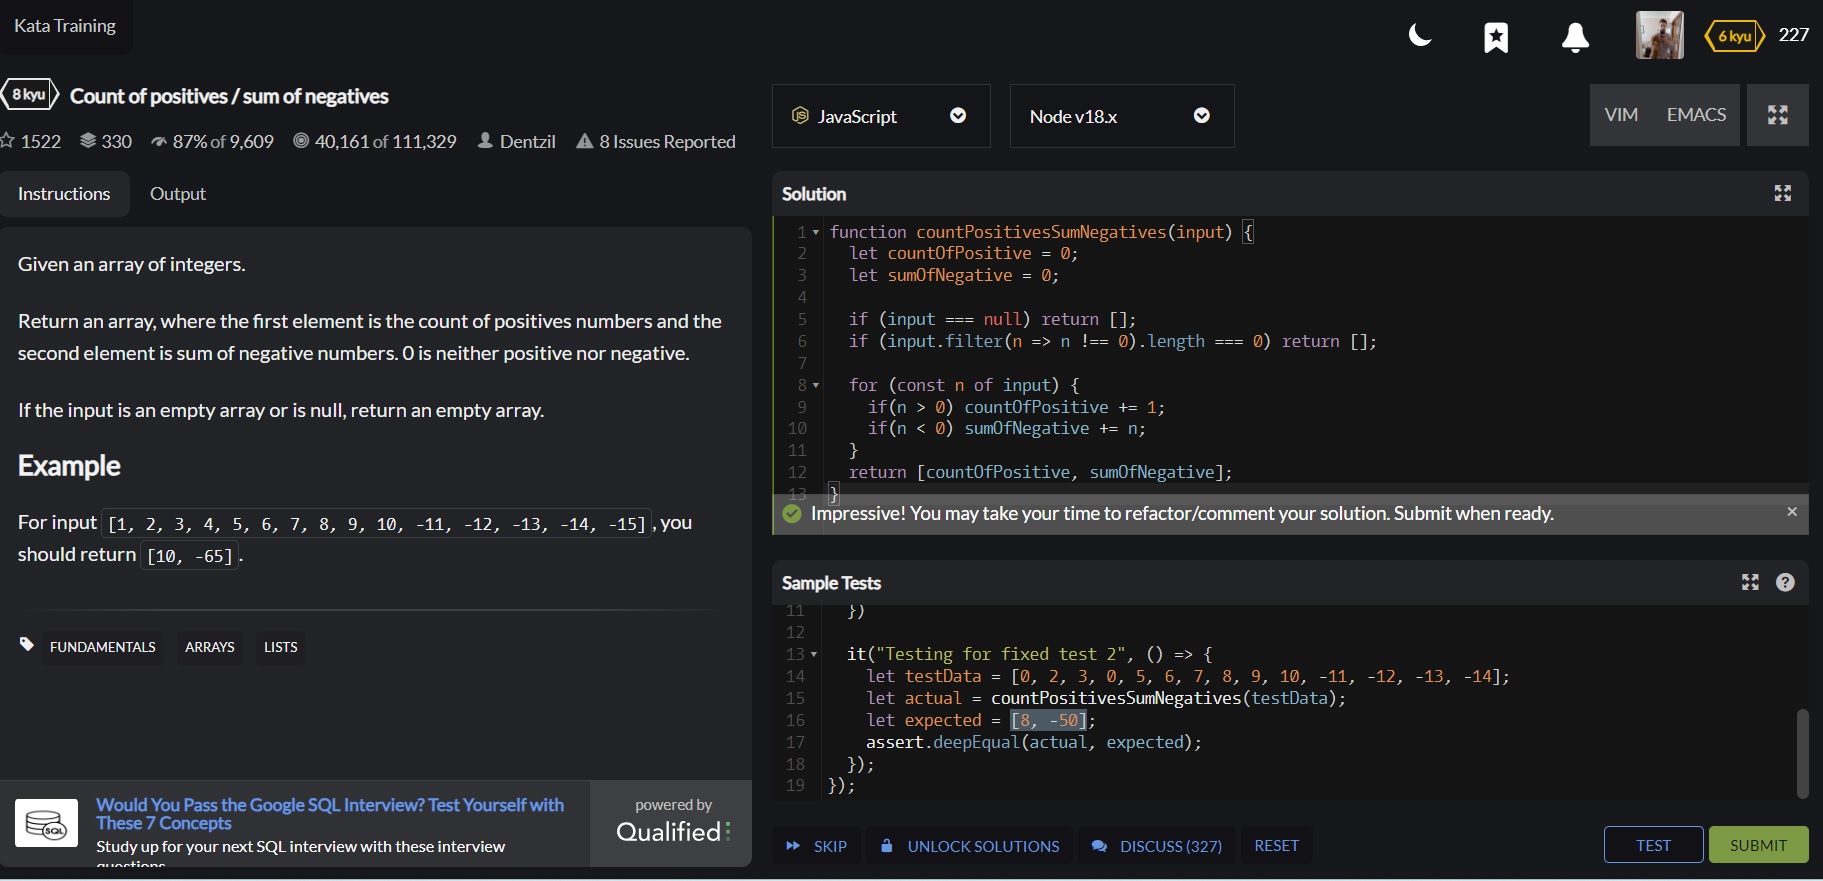 Kata Training
6 kyu 227
8 kyu Count of positives / sum of negatives
1522 330 87% of 9,609 40,161 of 111,329 Dentzil 8 Issues Reported
Instructions Output
Given an array of integers.
Return an array, where the first element is the count of positives numbers and the
second element is sum of negative numbers. 0 is neither positive nor negative.
If the input is an empty array or is null, return an empty array.
Example
For input [1, 2, 3, 4, 5, 6, 7, 8, 9, 10, -11, -12, -13, -14, -15], you
should return [10, -65].
FUNDAMENTALS ARRAYS LISTS
SQL
Would You Pass the Google SQL Interview? Test Yourself with
These 7 Concepts
Study up for your next SQL interview with these interview
questions
powered by
Qualified
JS JavaScript Node v18.x VIM EMACS
Solution
1 function countPositivesSumNegatives(input) {
2 let countOfPositive = 0;
3 let sumOfNegative = 0;
4
5 if (input === null) return [];
6 if (input.filter(n => n !== 0).length === 0) return [];
7
8 for (const n of input) {
9 if(n > 0) countOfPositive += 1;
10 if(n < 0) sumOfNegative += n;
11 }
12 return [countOfPositive, sumOfNegative];
13 }
Impressive! You may take your time to refactor/comment your solution. Submit when ready. ×
Sample Tests ?
11 })
12
13 it("Testing for fixed test 2", () => {
14 let testData = [0, 2, 3, 0, 5, 6, 7, 8, 9, 10, -11, -12, -13, -14];
15 let actual = countPositivesSumNegatives(testData);
16 let expected = [8, -50];
17 assert.deepEqual(actual, expected);
18 });
19 });
SKIP UNLOCK SOLUTIONS DISCUSS (327) RESET TEST SUBMIT